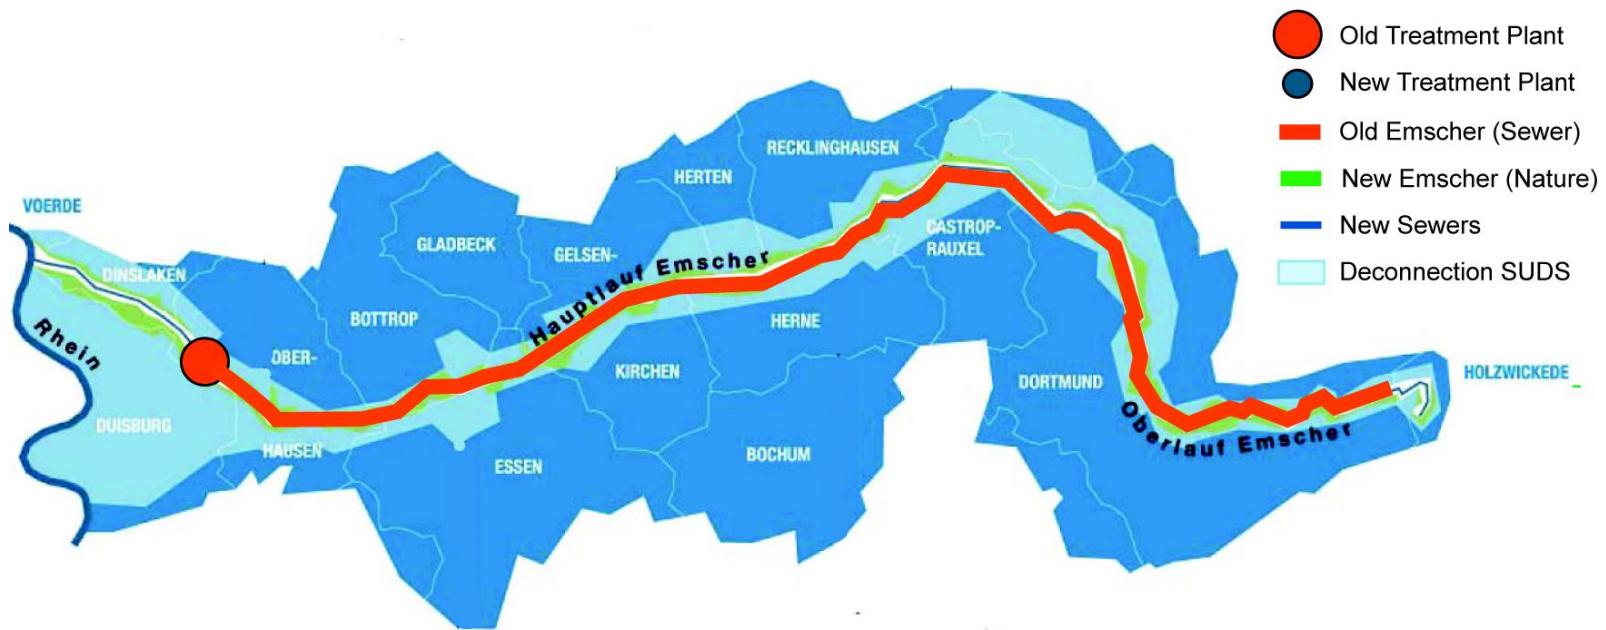 Old Treatment Plant
New Treatment Plant
Old Emscher (Sewer)
New Emscher (Nature)
New Sewers
Deconnection SUDS
RECKLINGHAUSEN
HERTEN
VOERDE
GLADBECK
GELSEN-
CASTROP-
RAUXEL
DINSLAKEN
Hauptlauf Emscher
BOTTROP
HERNE
Rhein
OBER-
KIRCHEN
DORTMUND
HOLZWICKEDE
DUISBURG
Oberlauf Emscher
HAUSEN
ESSEN
BOCHUM